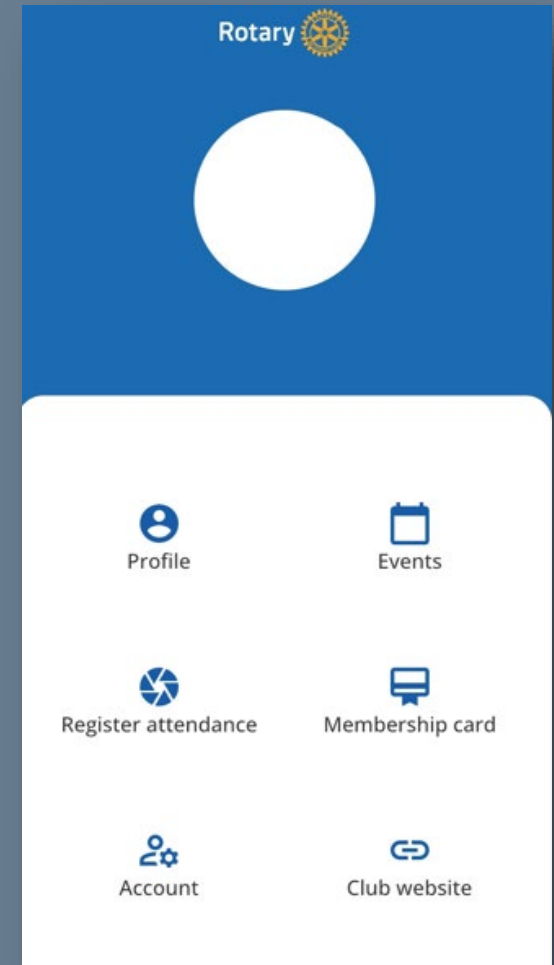 Rotary
Profile
Events
Register attendance
Membership card
Account
Club website